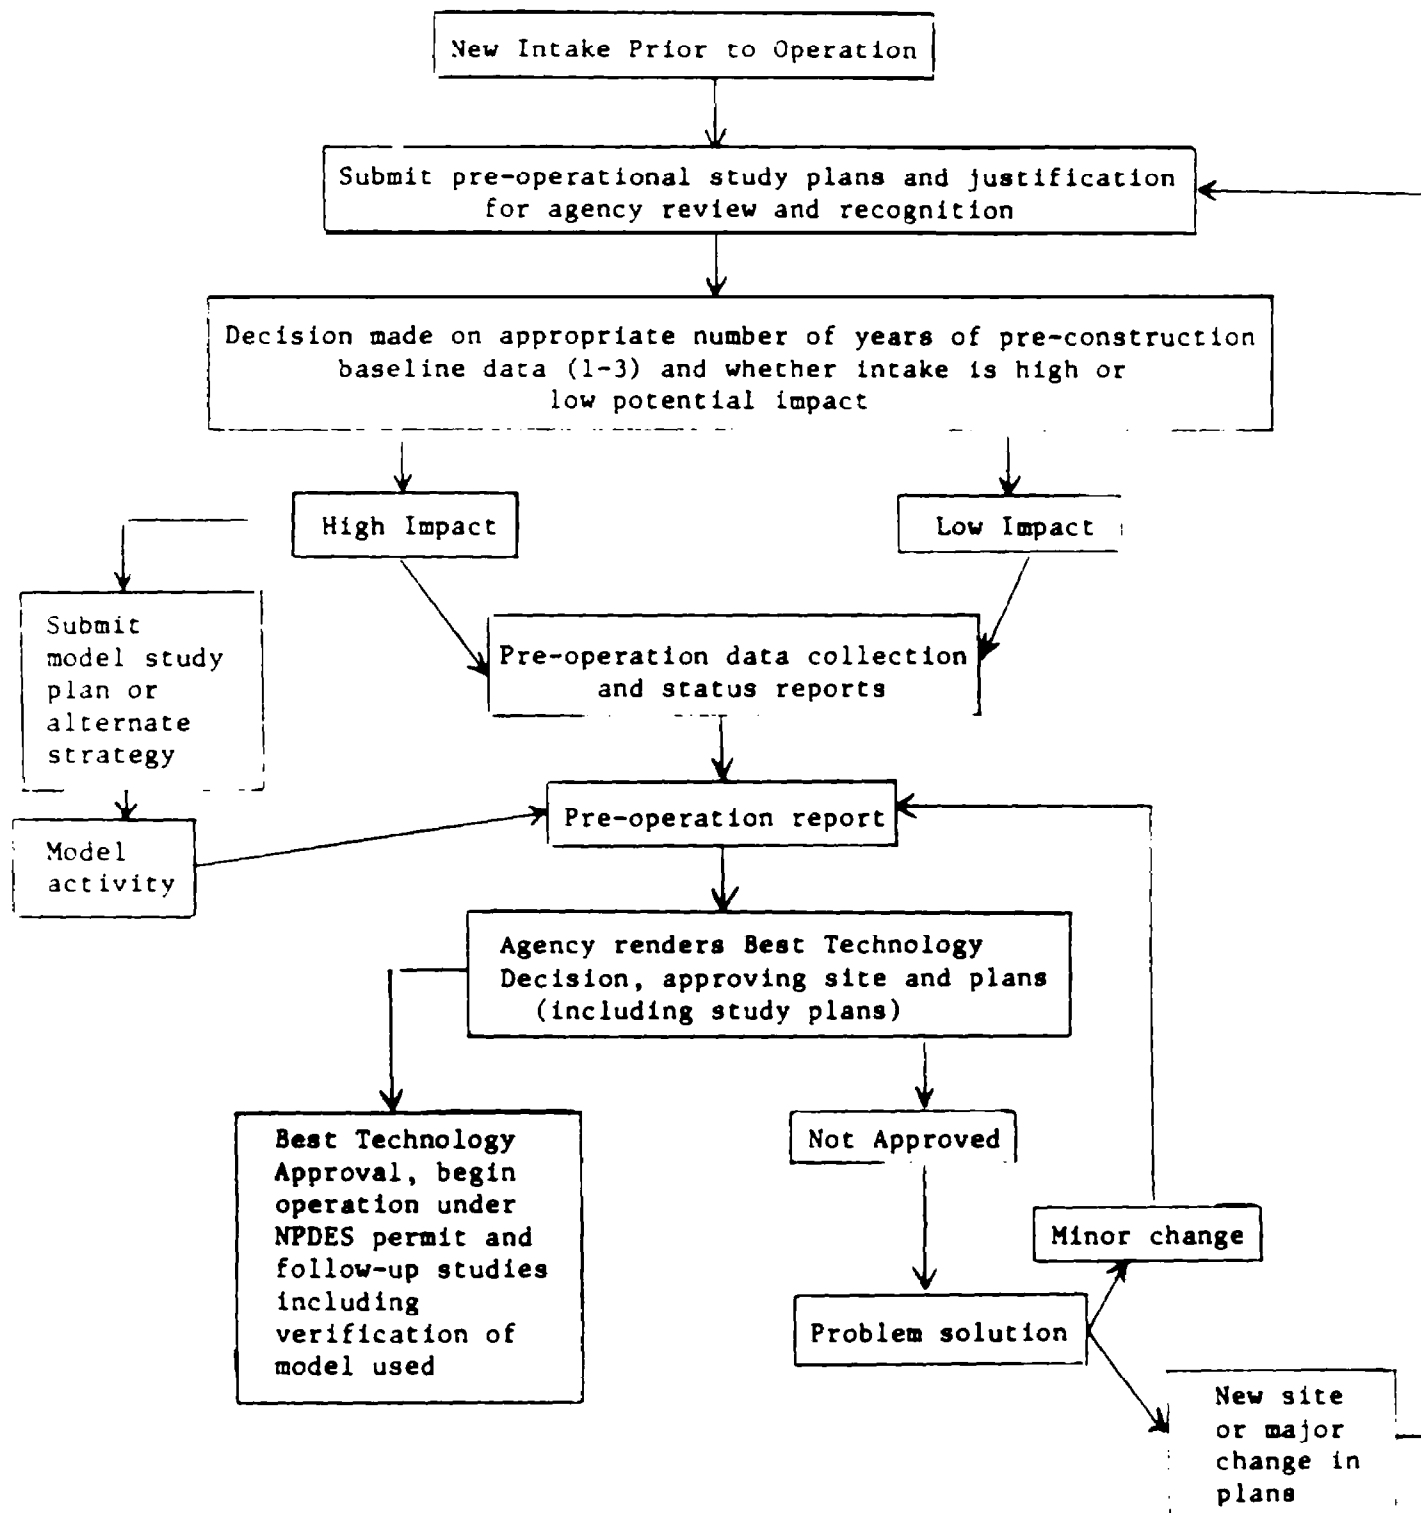 New Intake Prior to Operation
Submit pre-operational study plans and justification
for agency review and recognition
Decision made on appropriate number of years of pre-construction
baseline data (1-3) and whether intake is high or
low potential impact
High Impact
Low Impact
Submit
model study
plan or
alternate
strategy
Pre-operation data collection
and status reports
Pre-operation report
Model
activity
Agency renders Best Technology
Decision, approving site and plans
(including study plans)
Best Technology
Approval, begin
operation under
NPDES permit and
follow-up studies
including
verification of
model used
Not Approved
Minor change
Problem solution
New site
or major
change in
plans